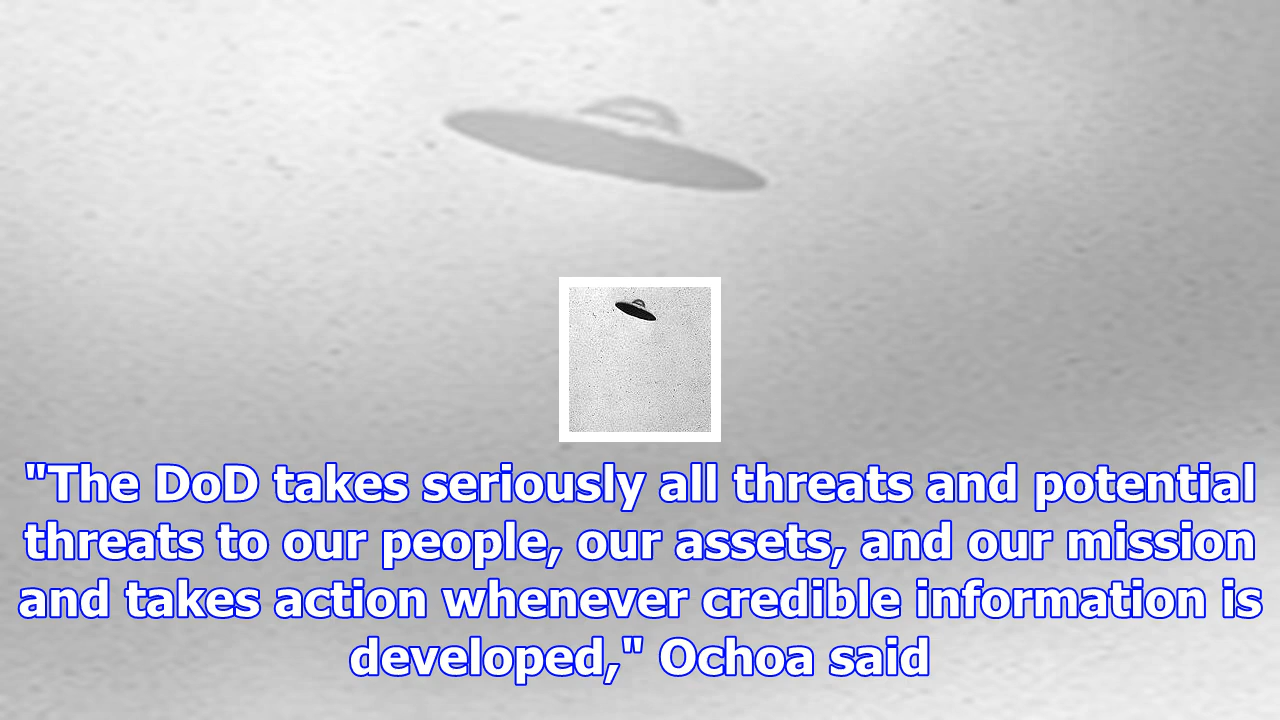 "The DoD takes seriously all threats and potential
threats to our people, our assets, and our mission
and takes action whenever credible information is
developed," Ochoa said